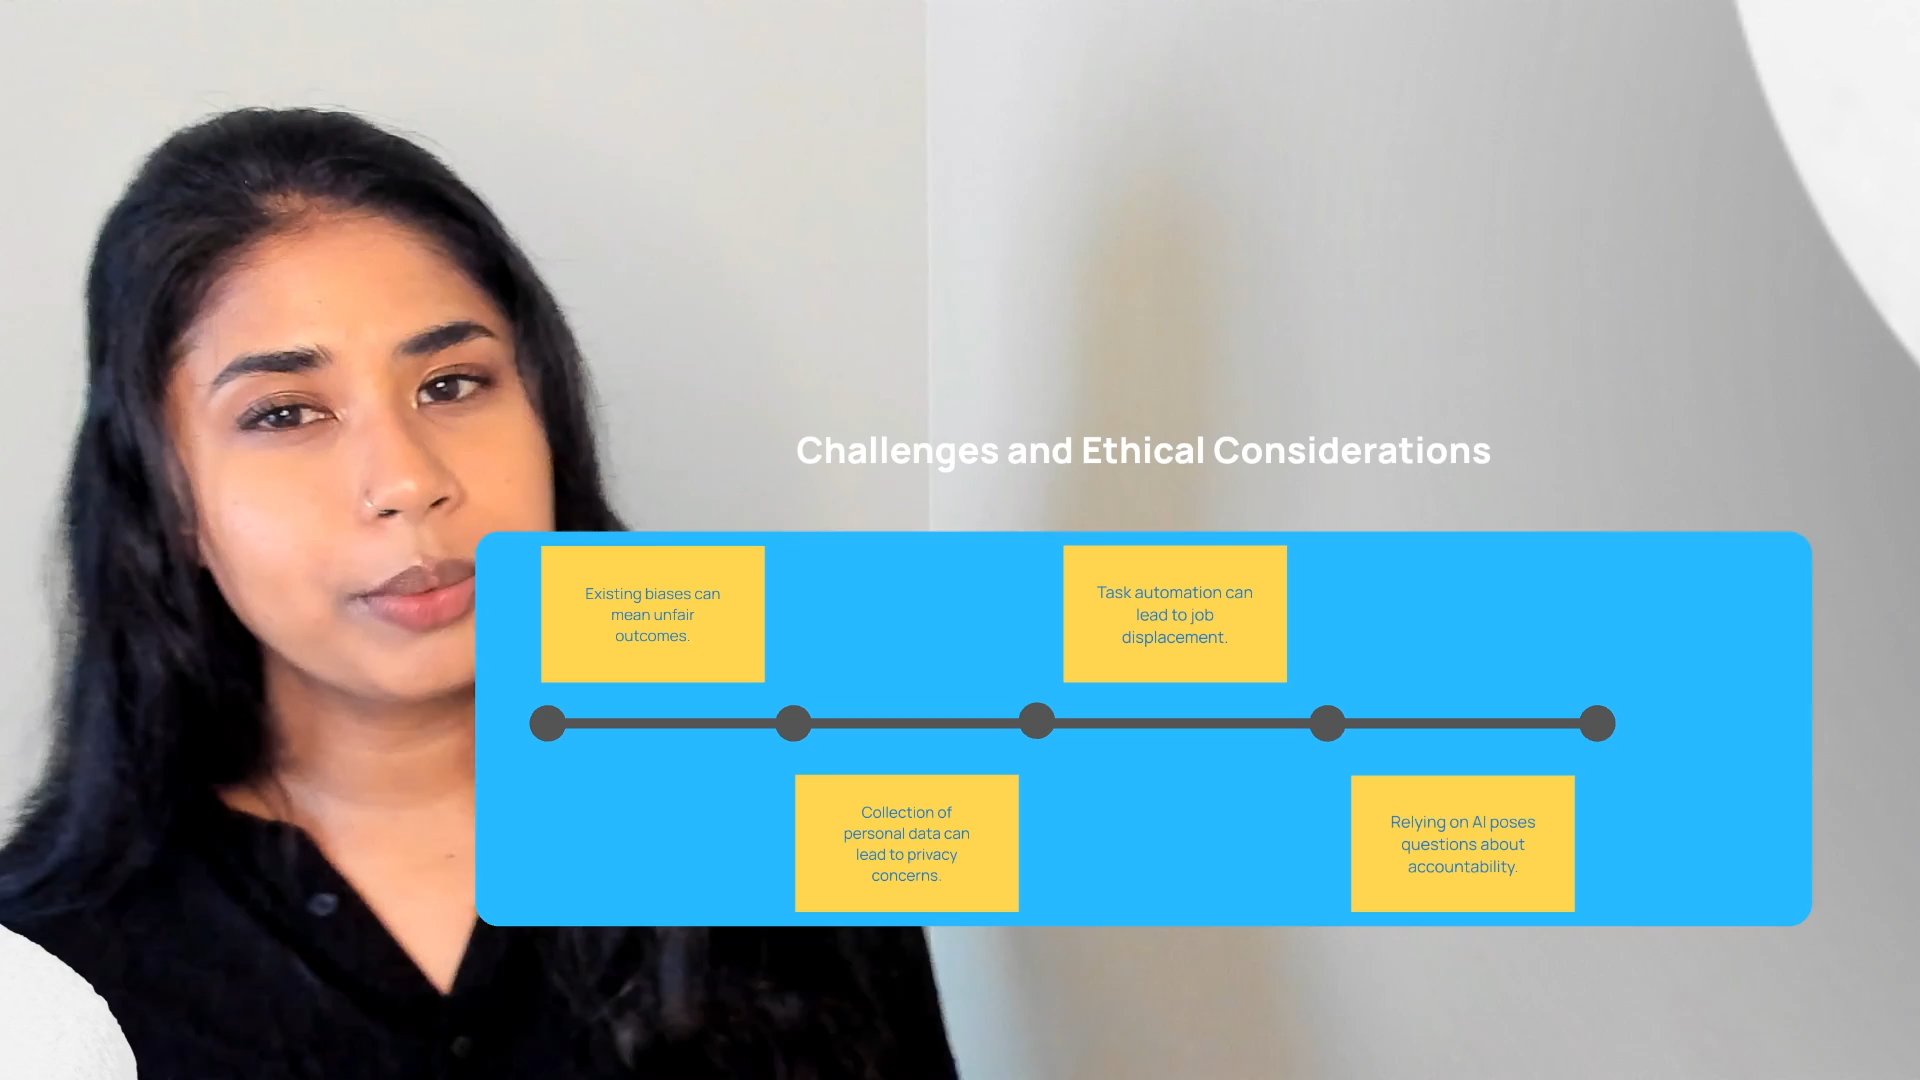 Challenges and Ethical Considerations
Existing biases can
mean unfair
outcomes.
Task automation can
lead to job
displacement.
Collection of
personal data can
lead to privacy
concerns.
Relying on AI poses
questions about
accountability.